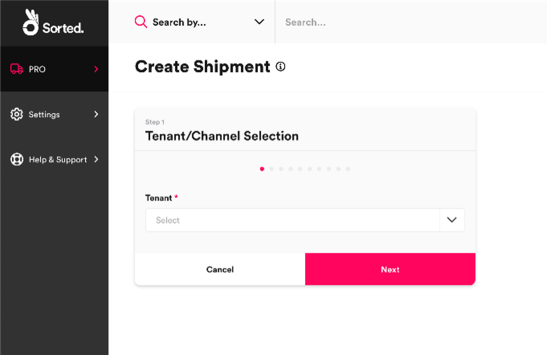 Sorted.
Search by...
Search...
PRO
Create Shipment
Settings
Step 1
Tenant/Channel Selection
Help & Support
Tenant *
Select
Cancel
Next